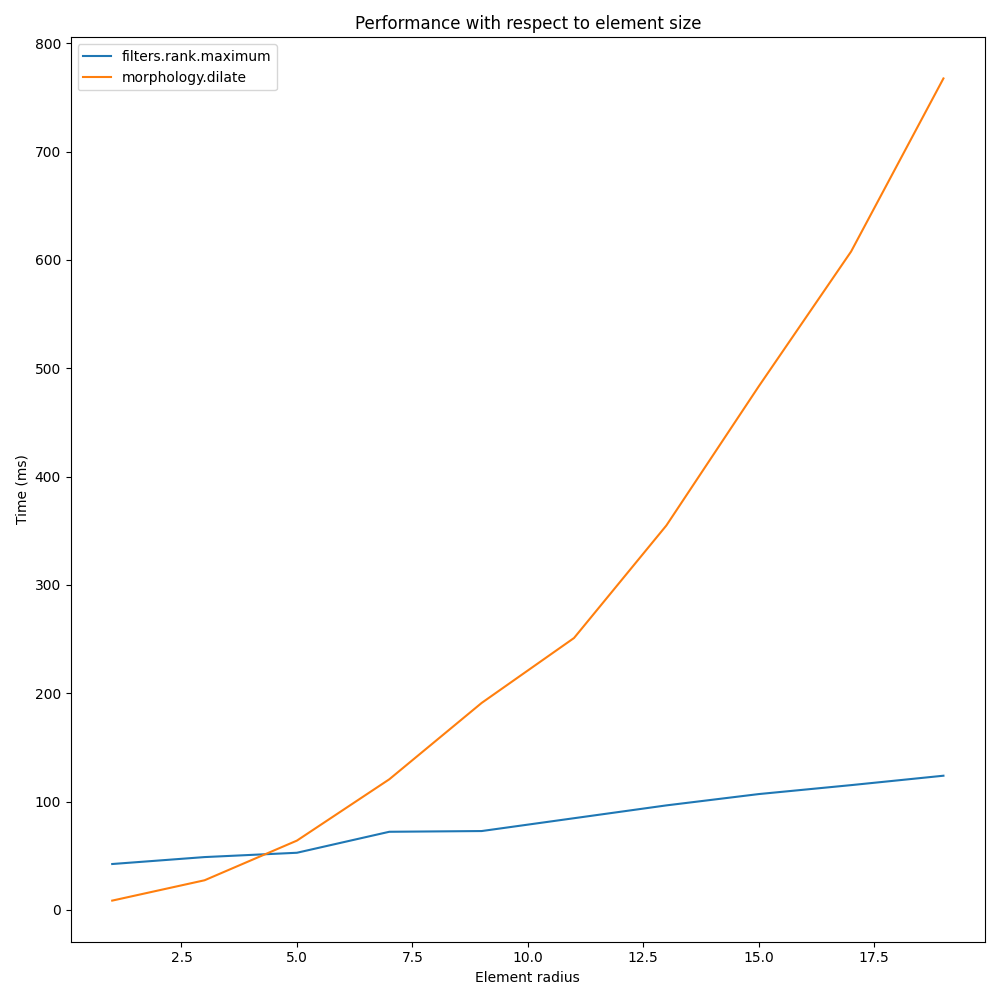 Performance with respect to element size
filters.rank.maximum
morphology.dilate
800
700
600
500
400
300
200
100
0
Time (ms)
2.5 5.0 7.5 10.0 12.5 15.0 17.5
Element radius